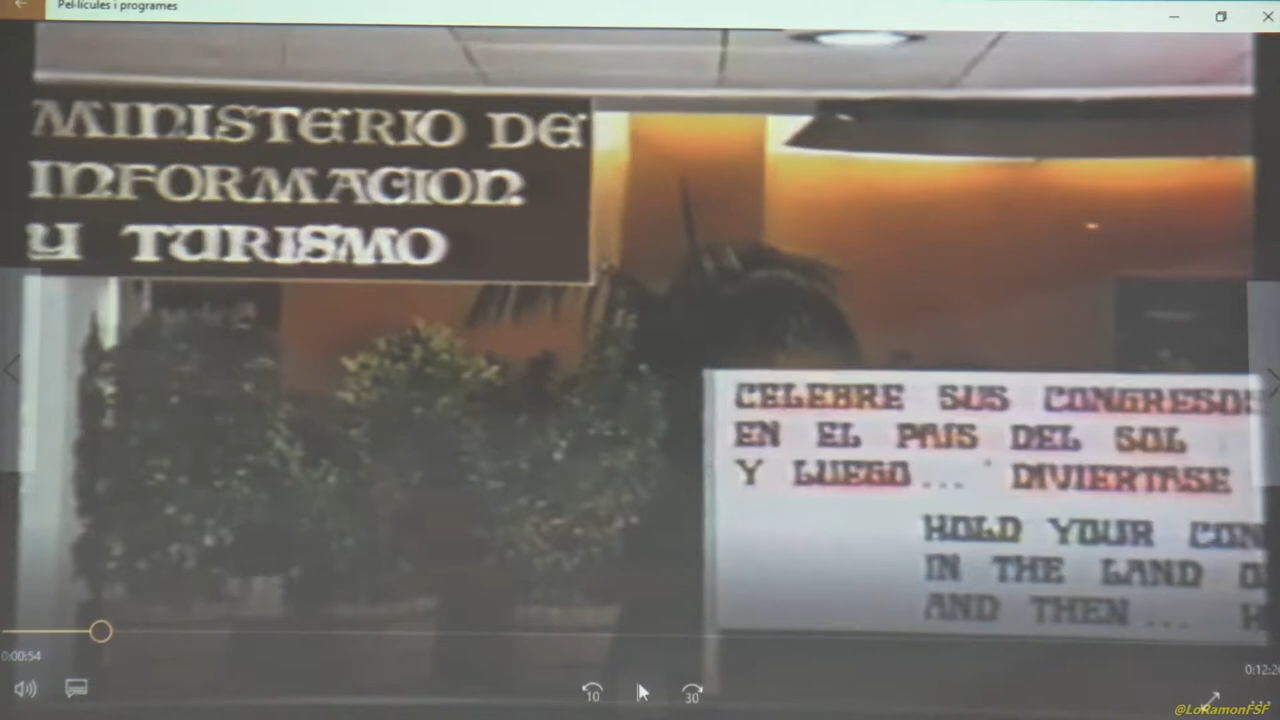 Pel·lícules i programes
MINISTERIO DE
INFORMACION
Y TURISMO
CELEBRE SUS CONGRESOS
EN EL PAIS DEL SOL
Y LUEGO... DIVIERTASE
HOLD YOUR CON
IN THE LAND O
AND THEN... H
0:00:54
0:12:2
10
30
@LoRamonFSF